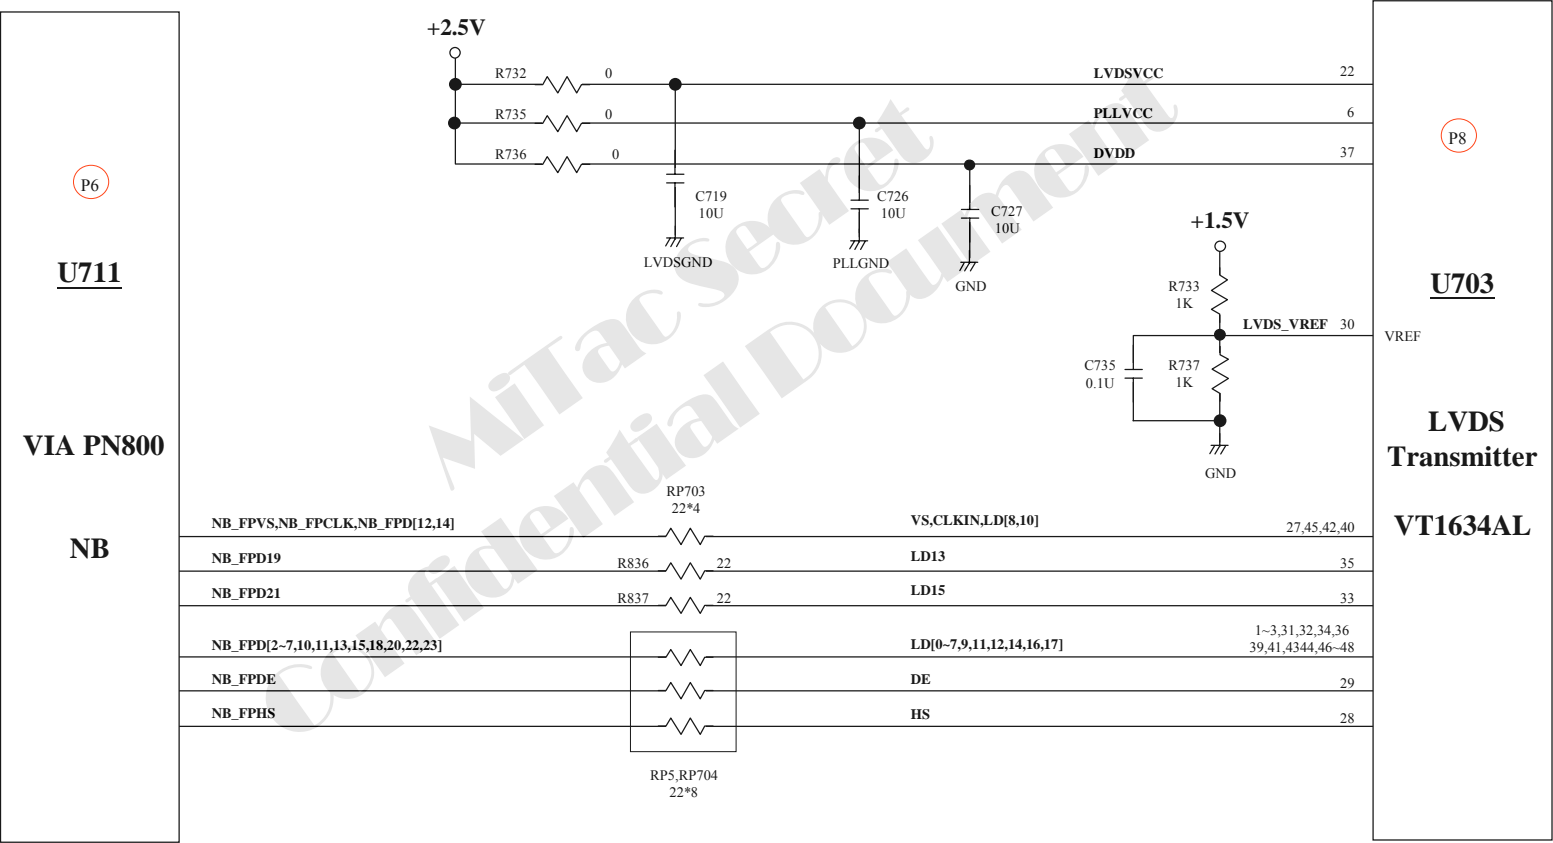 +2.5V
R732 0 LVDSVCC 22
R735 0 PLLVCC 6
R736 0 DVDD 37
P6
P8
C719
10U
C726
10U
C727
10U
LVDSGND
PLLGND
GND
+1.5V
U711
U703
R733
1K
LVDS_VREF 30
VREF
C735
0.1U
R737
1K
GND
VIA PN800
NB
LVDS
Transmitter
VT1634AL
MiTac Secret
Confidential Document
RP703
22*4
NB_FPVS,NB_FPCLK,NB_FPD[12,14] VS,CLKIN,LD[8,10] 27,45,42,40
NB_FPD19 R836 22 LD13 35
NB_FPD21 R837 22 LD15 33
1~3,31,32,34,36
NB_FPD[2~7,10,11,13,15,18,20,22,23] LD[0~7,9,11,12,14,16,17] 39,41,4344,46~48
NB_FPDE DE 29
NB_FPHS HS 28
RP5,RP704
22*8